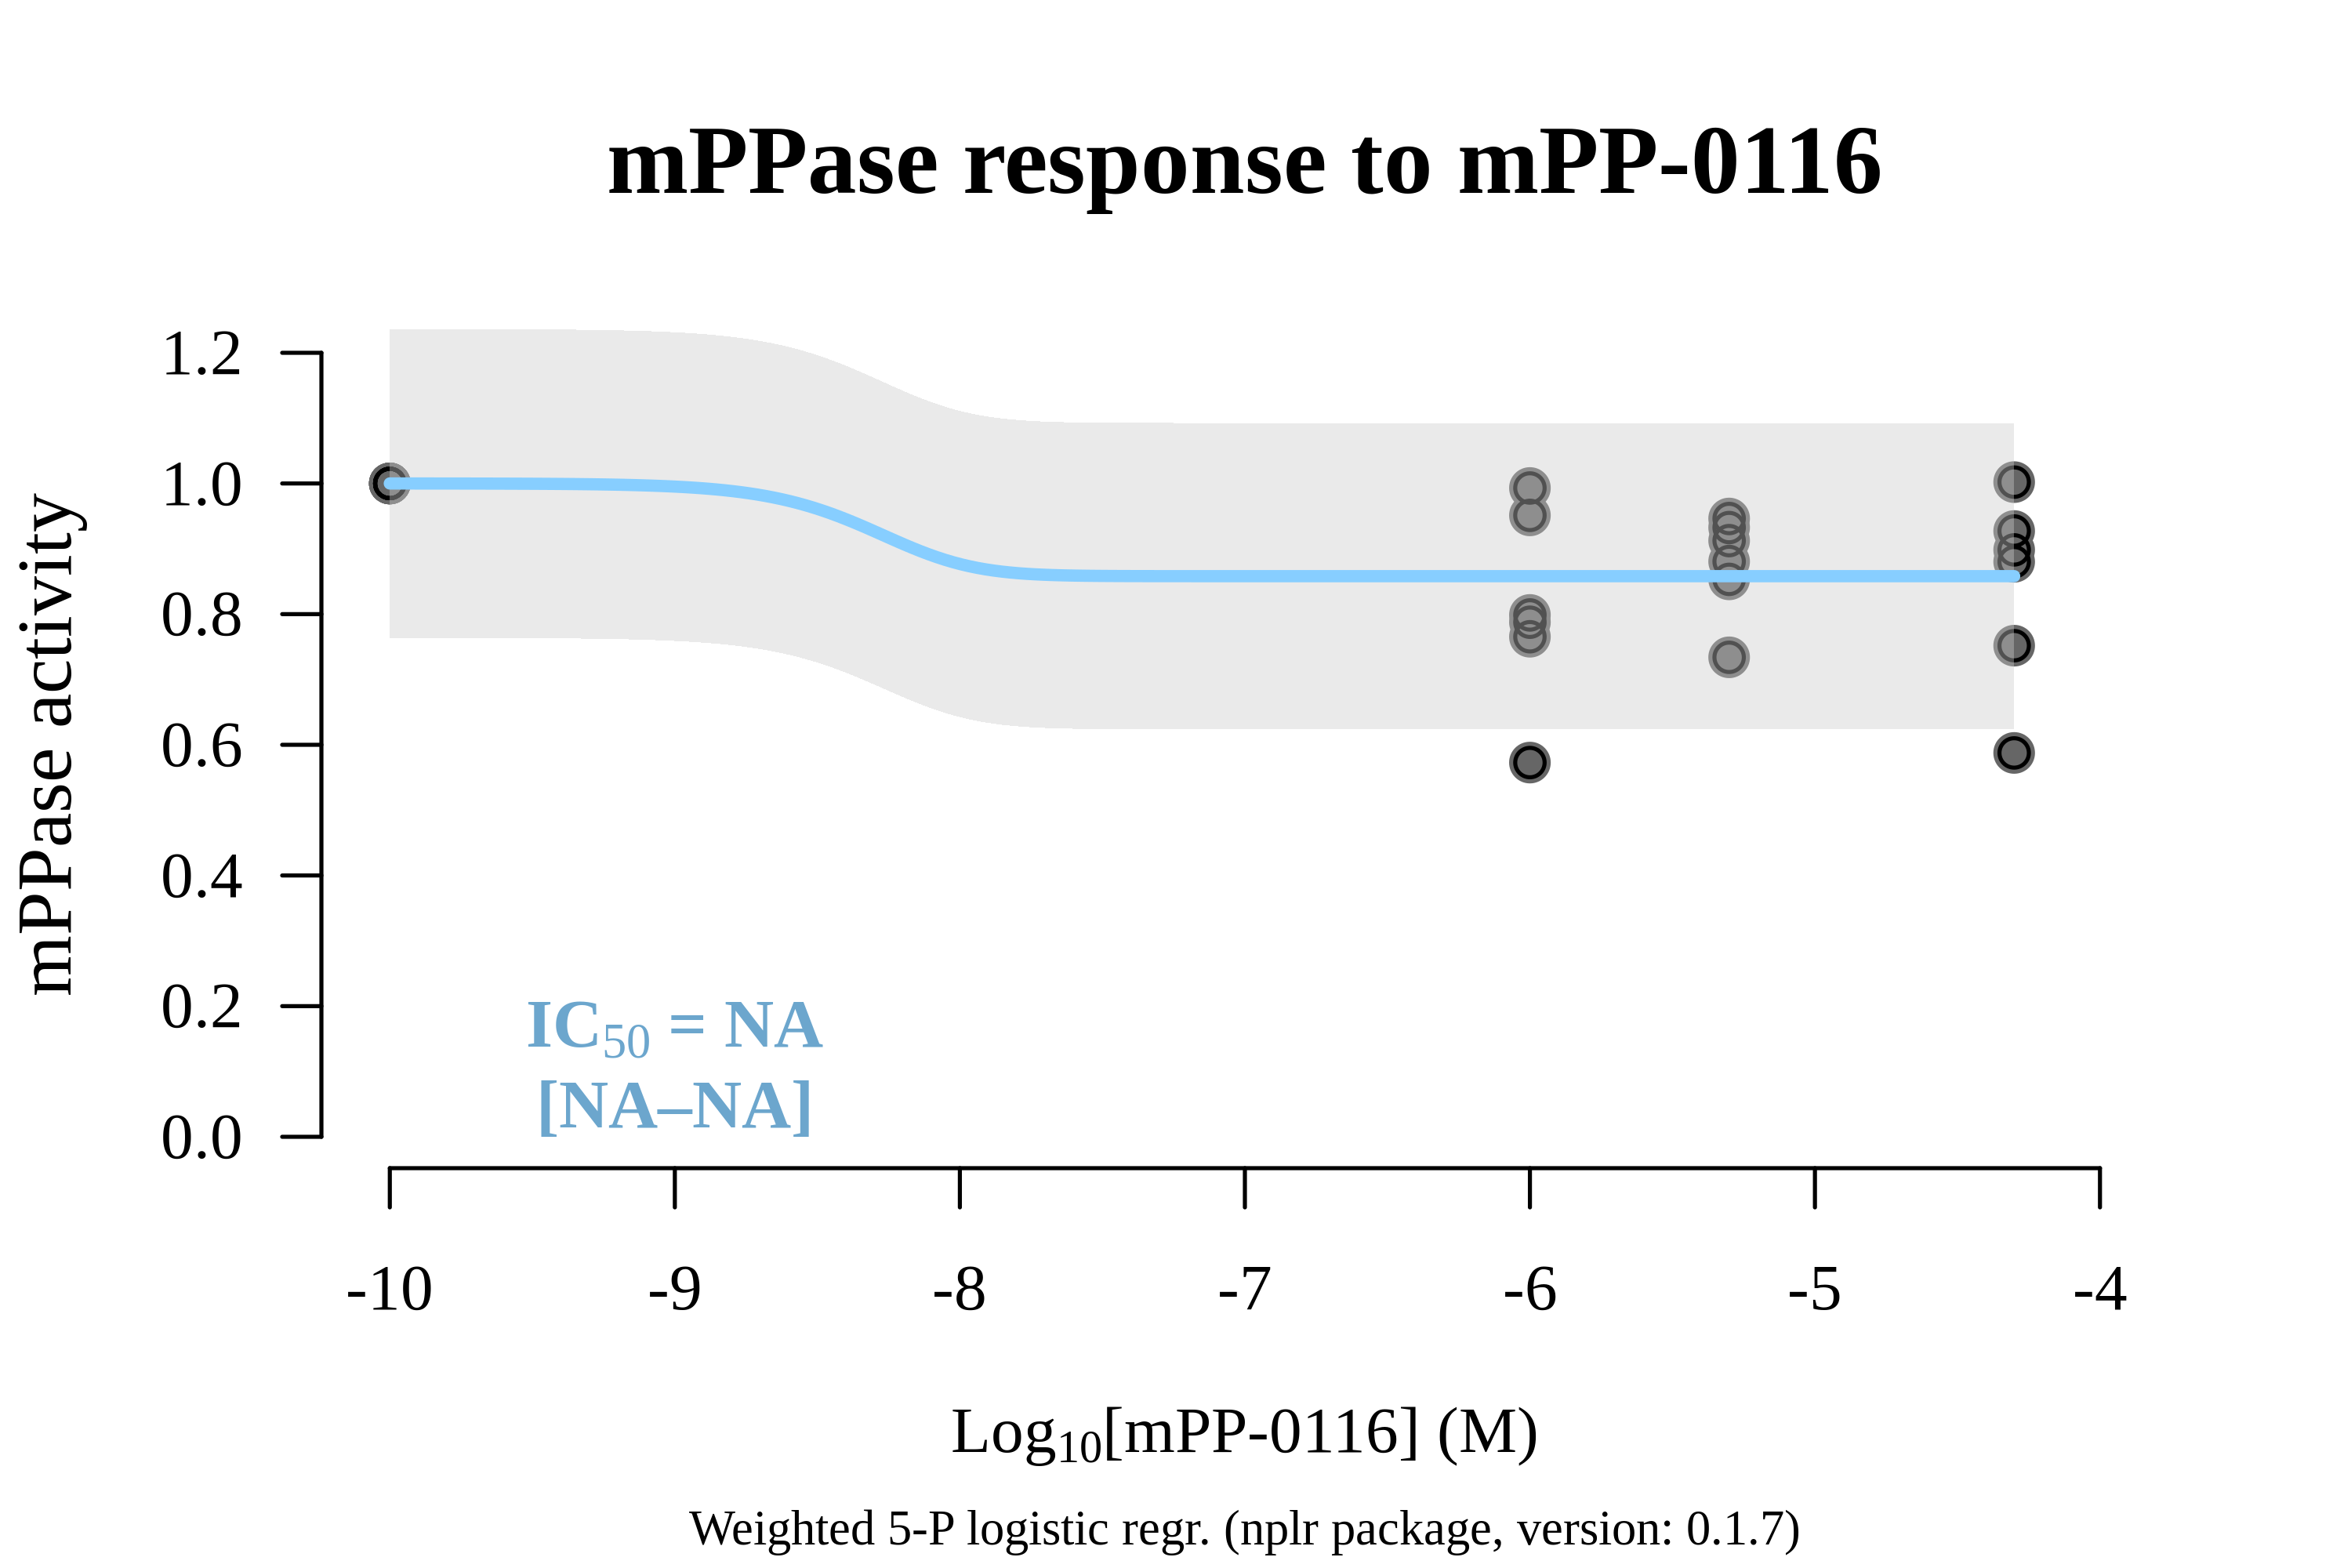 mPPase response to mPP-0116
mPPase activity
1.2
1.0
0.8
0.6
0.4
0.2
0.0
IC50 = NA
[NA–NA]
-10 -9 -8 -7 -6 -5 -4
Log10[mPP-0116] (M)
Weighted 5-P logistic regr. (nplr package, version: 0.1.7)